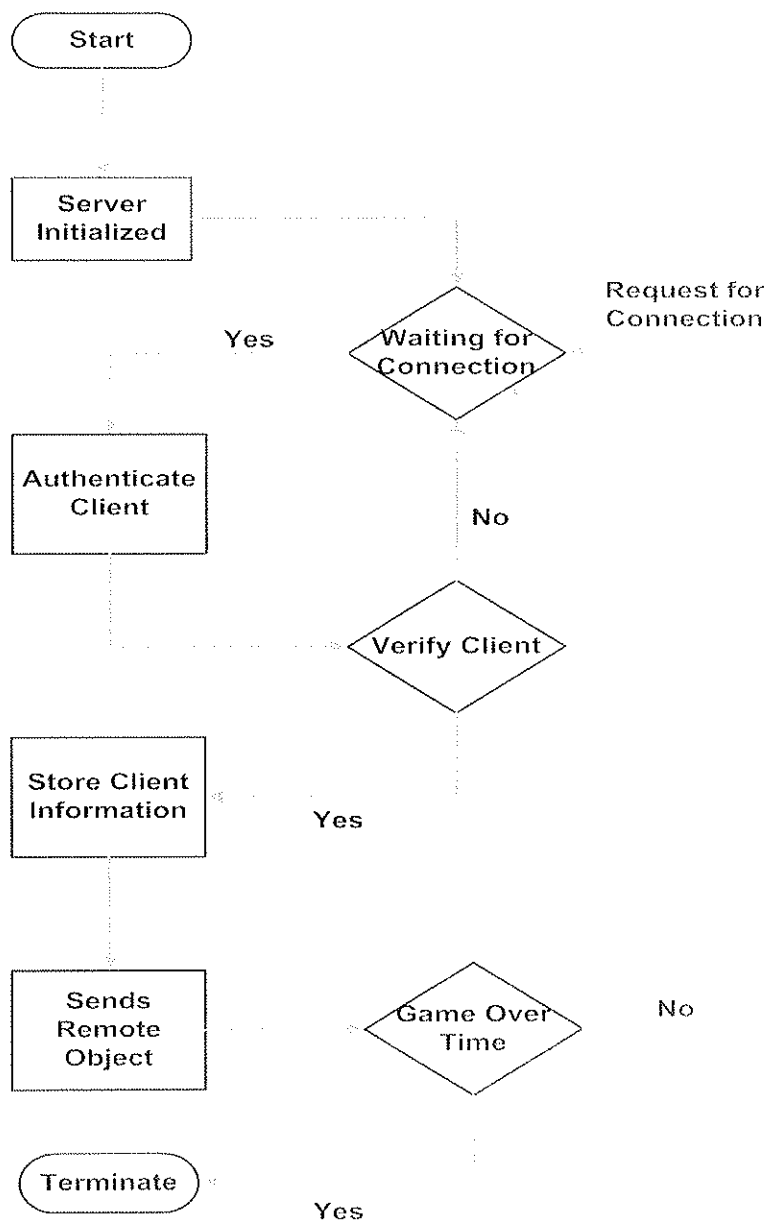 Start
Server
Initialized
Request for
Connection
Yes
Waiting for
Connection
Authenticate
Client
No
Verify Client
Store Client
Information
Yes
Sends
Remote
Object
Game Over
Time
No
Terminate
Yes